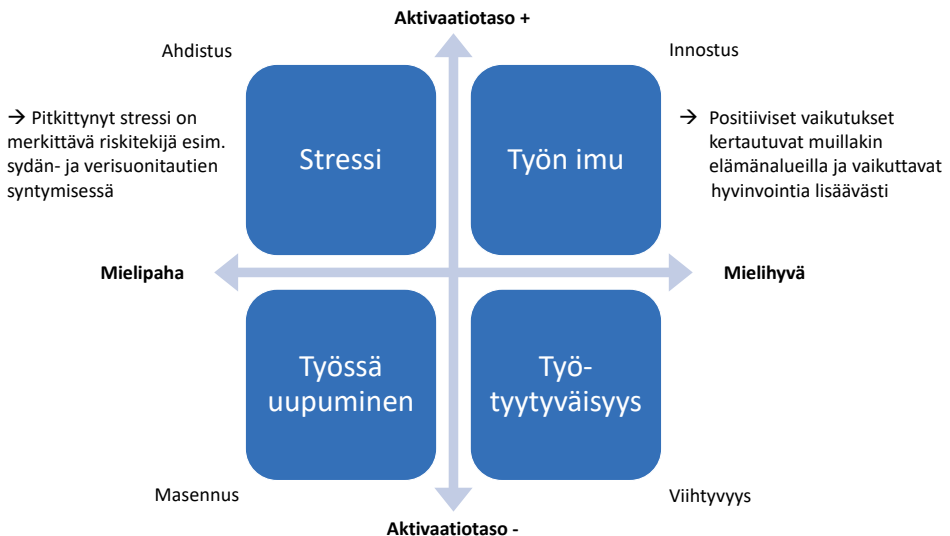 Aktivaatiotaso +
Ahdistus
Innostus
→ Pitkittynyt stressi on
merkittävä riskitekijä esim.
sydän- ja verisuonitautien
syntymisessä
Stressi
Työn imu
→ Positiiviset vaikutukset
kertautuvat muillakin
elämänalueilla ja vaikuttavat
hyvinvointia lisäävästi
Mielipaha
Mielihyvä
Työssä
uupuminen
Työ-
tyytyväisyys
Masennus
Viihtyvyys
Aktivaatiotaso -